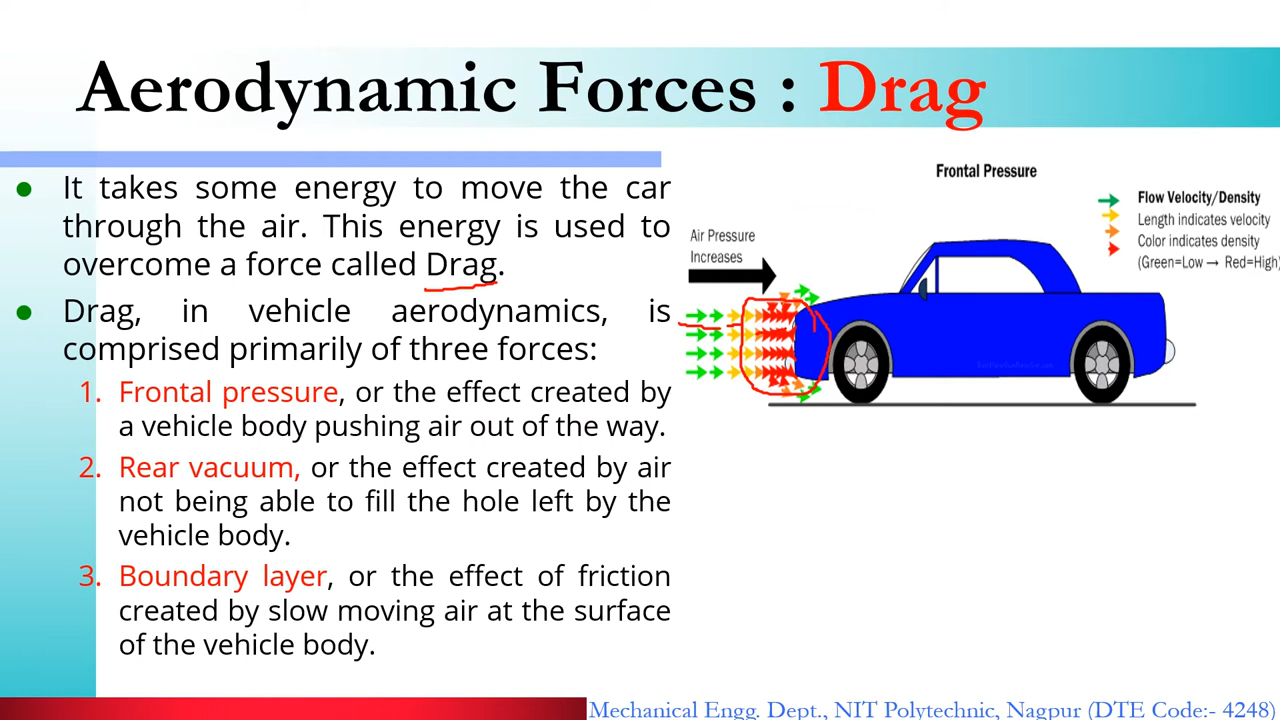 Aerodynamic Forces : Drag
It takes some energy to move the car
through the air. This energy is used to
overcome a force called Drag.
Drag, in vehicle aerodynamics, is
comprised primarily of three forces:
1. Frontal pressure, or the effect created by
a vehicle body pushing air out of the way.
2. Rear vacuum, or the effect created by air
not being able to fill the hole left by the
vehicle body.
3. Boundary layer, or the effect of friction
created by slow moving air at the surface
of the vehicle body.
Frontal Pressure
Flow Velocity/Density
Length indicates velocity
Color indicates density
(Green=Low → Red=High)
Air Pressure
Increases
Mechanical Engg. Dept., NIT Polytechnic, Nagpur (DTE Code:- 4248)